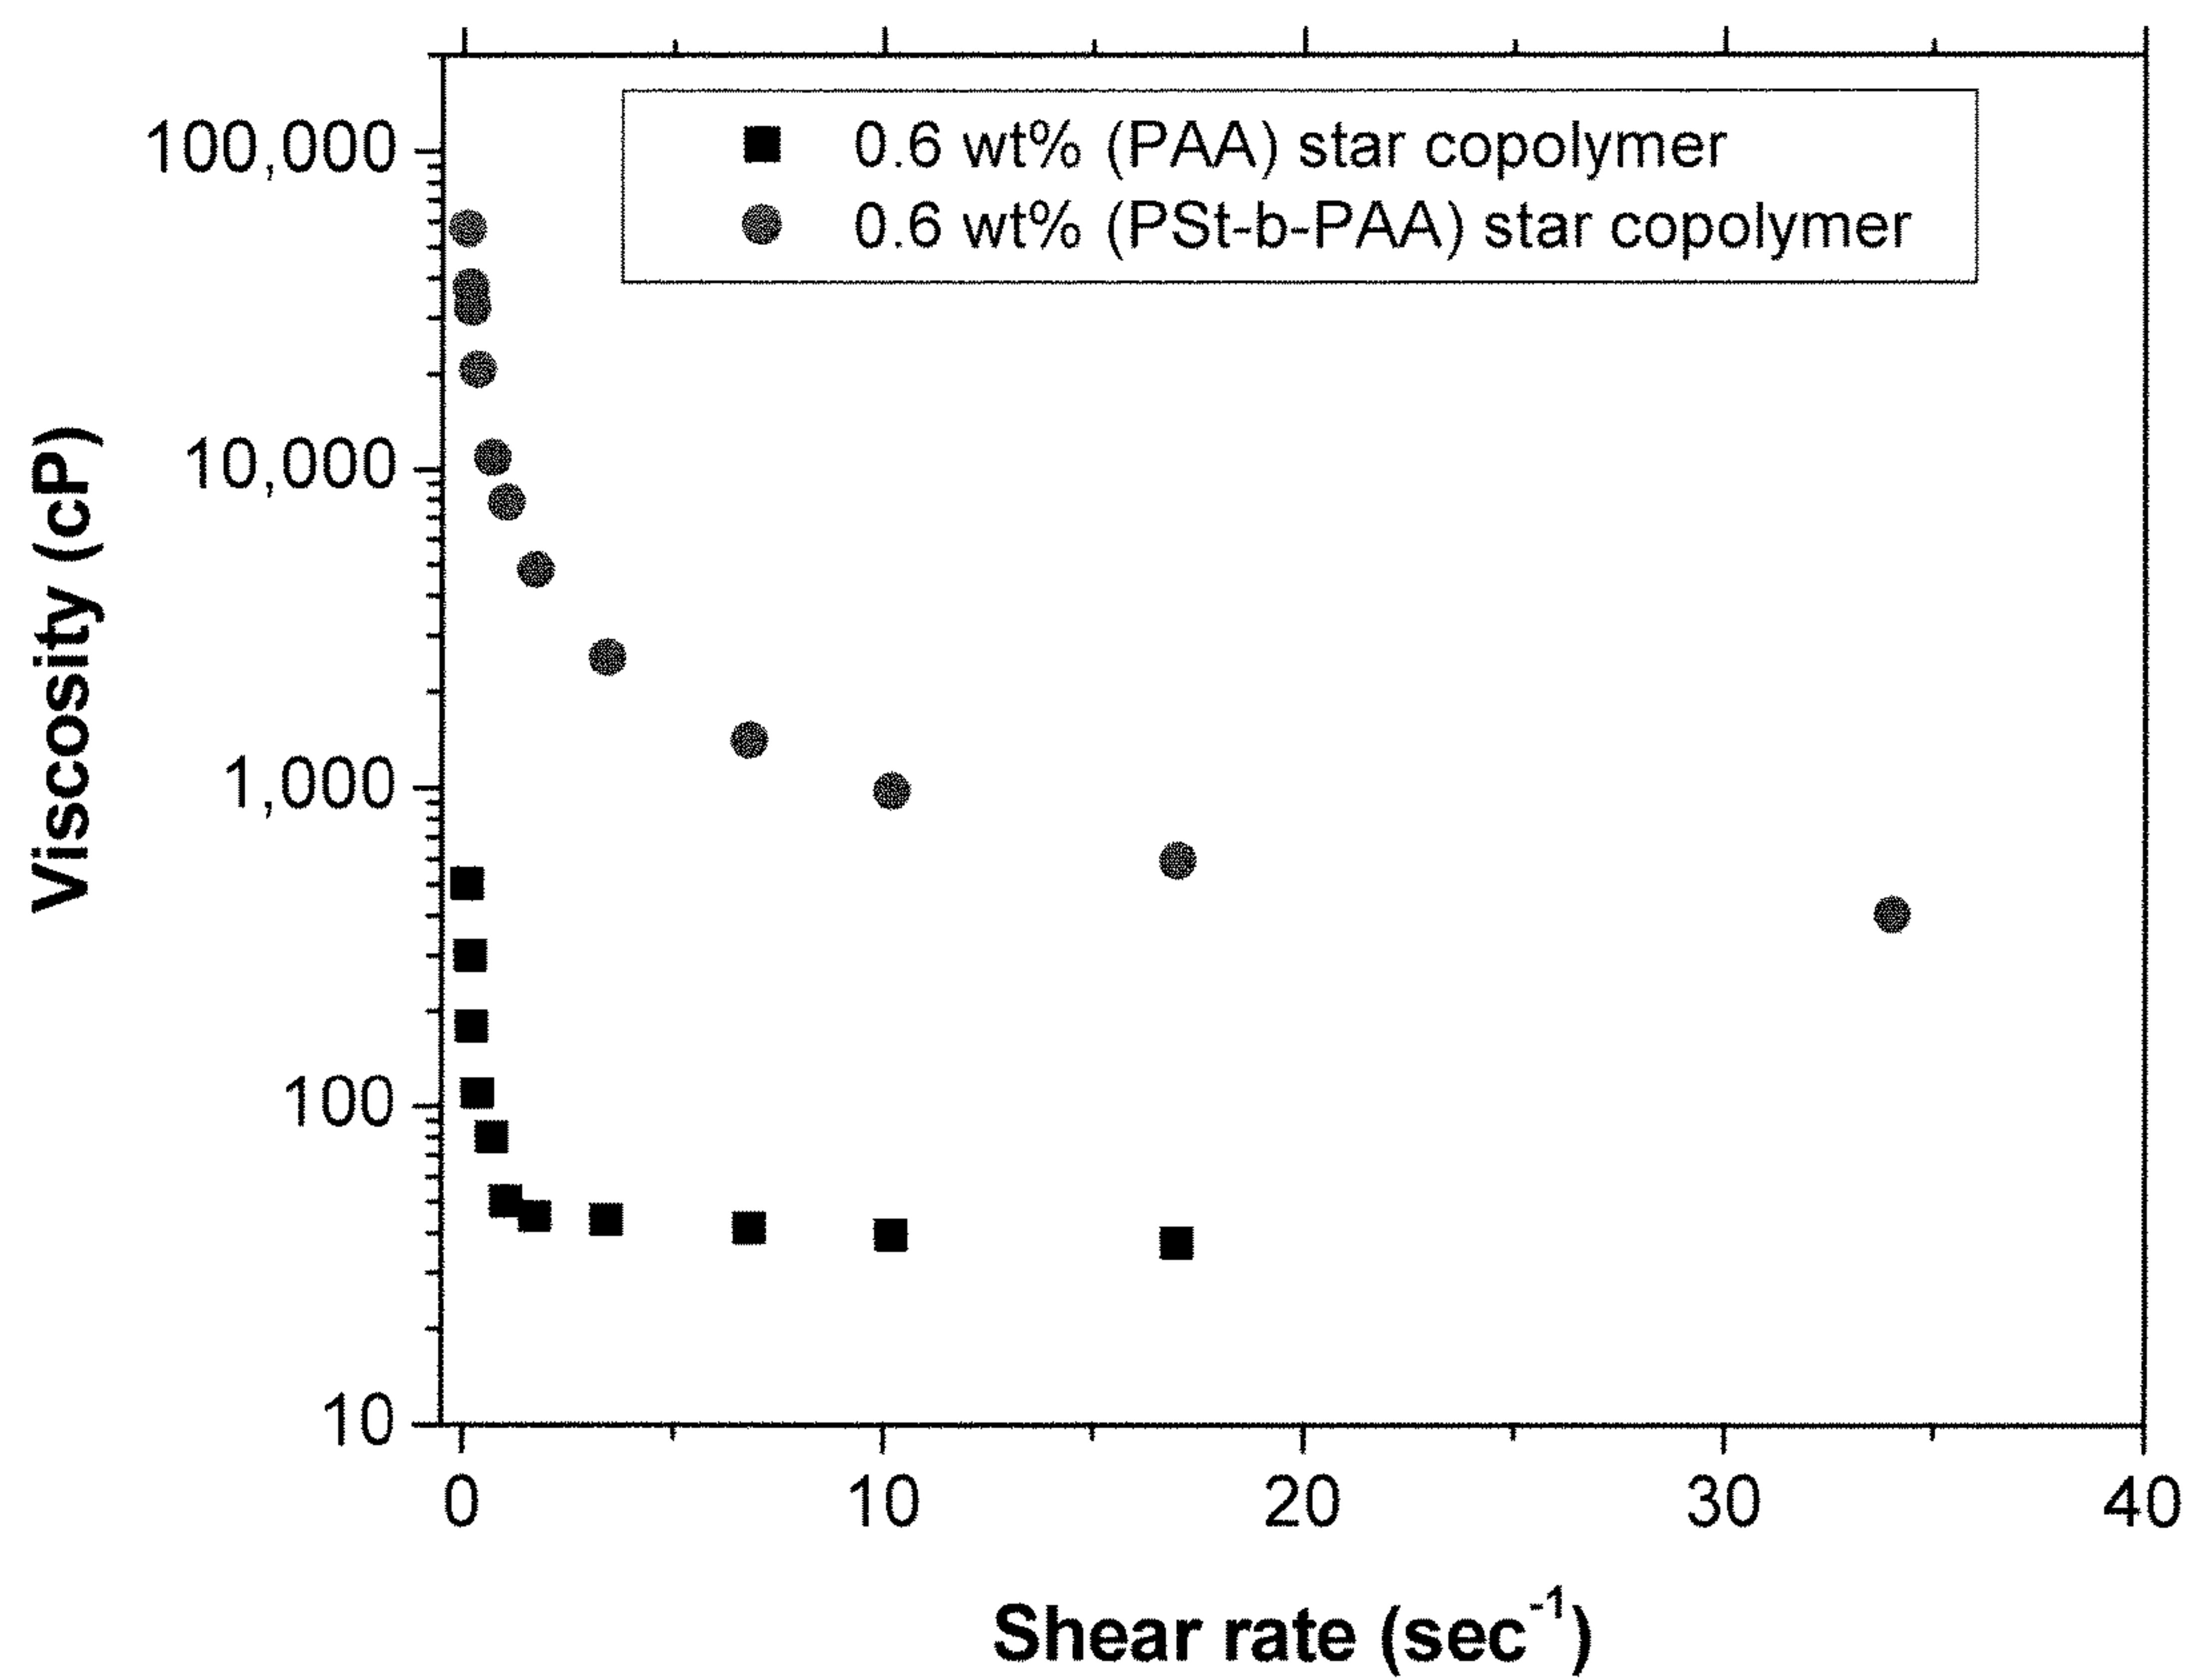 0.6 wt% (PAA) star copolymer
0.6 wt% (PSt-b-PAA) star copolymer
Viscosity (cP)
100,000
10,000
1,000
100
10
0 10 20 30 40
Shear rate (sec⁻¹)